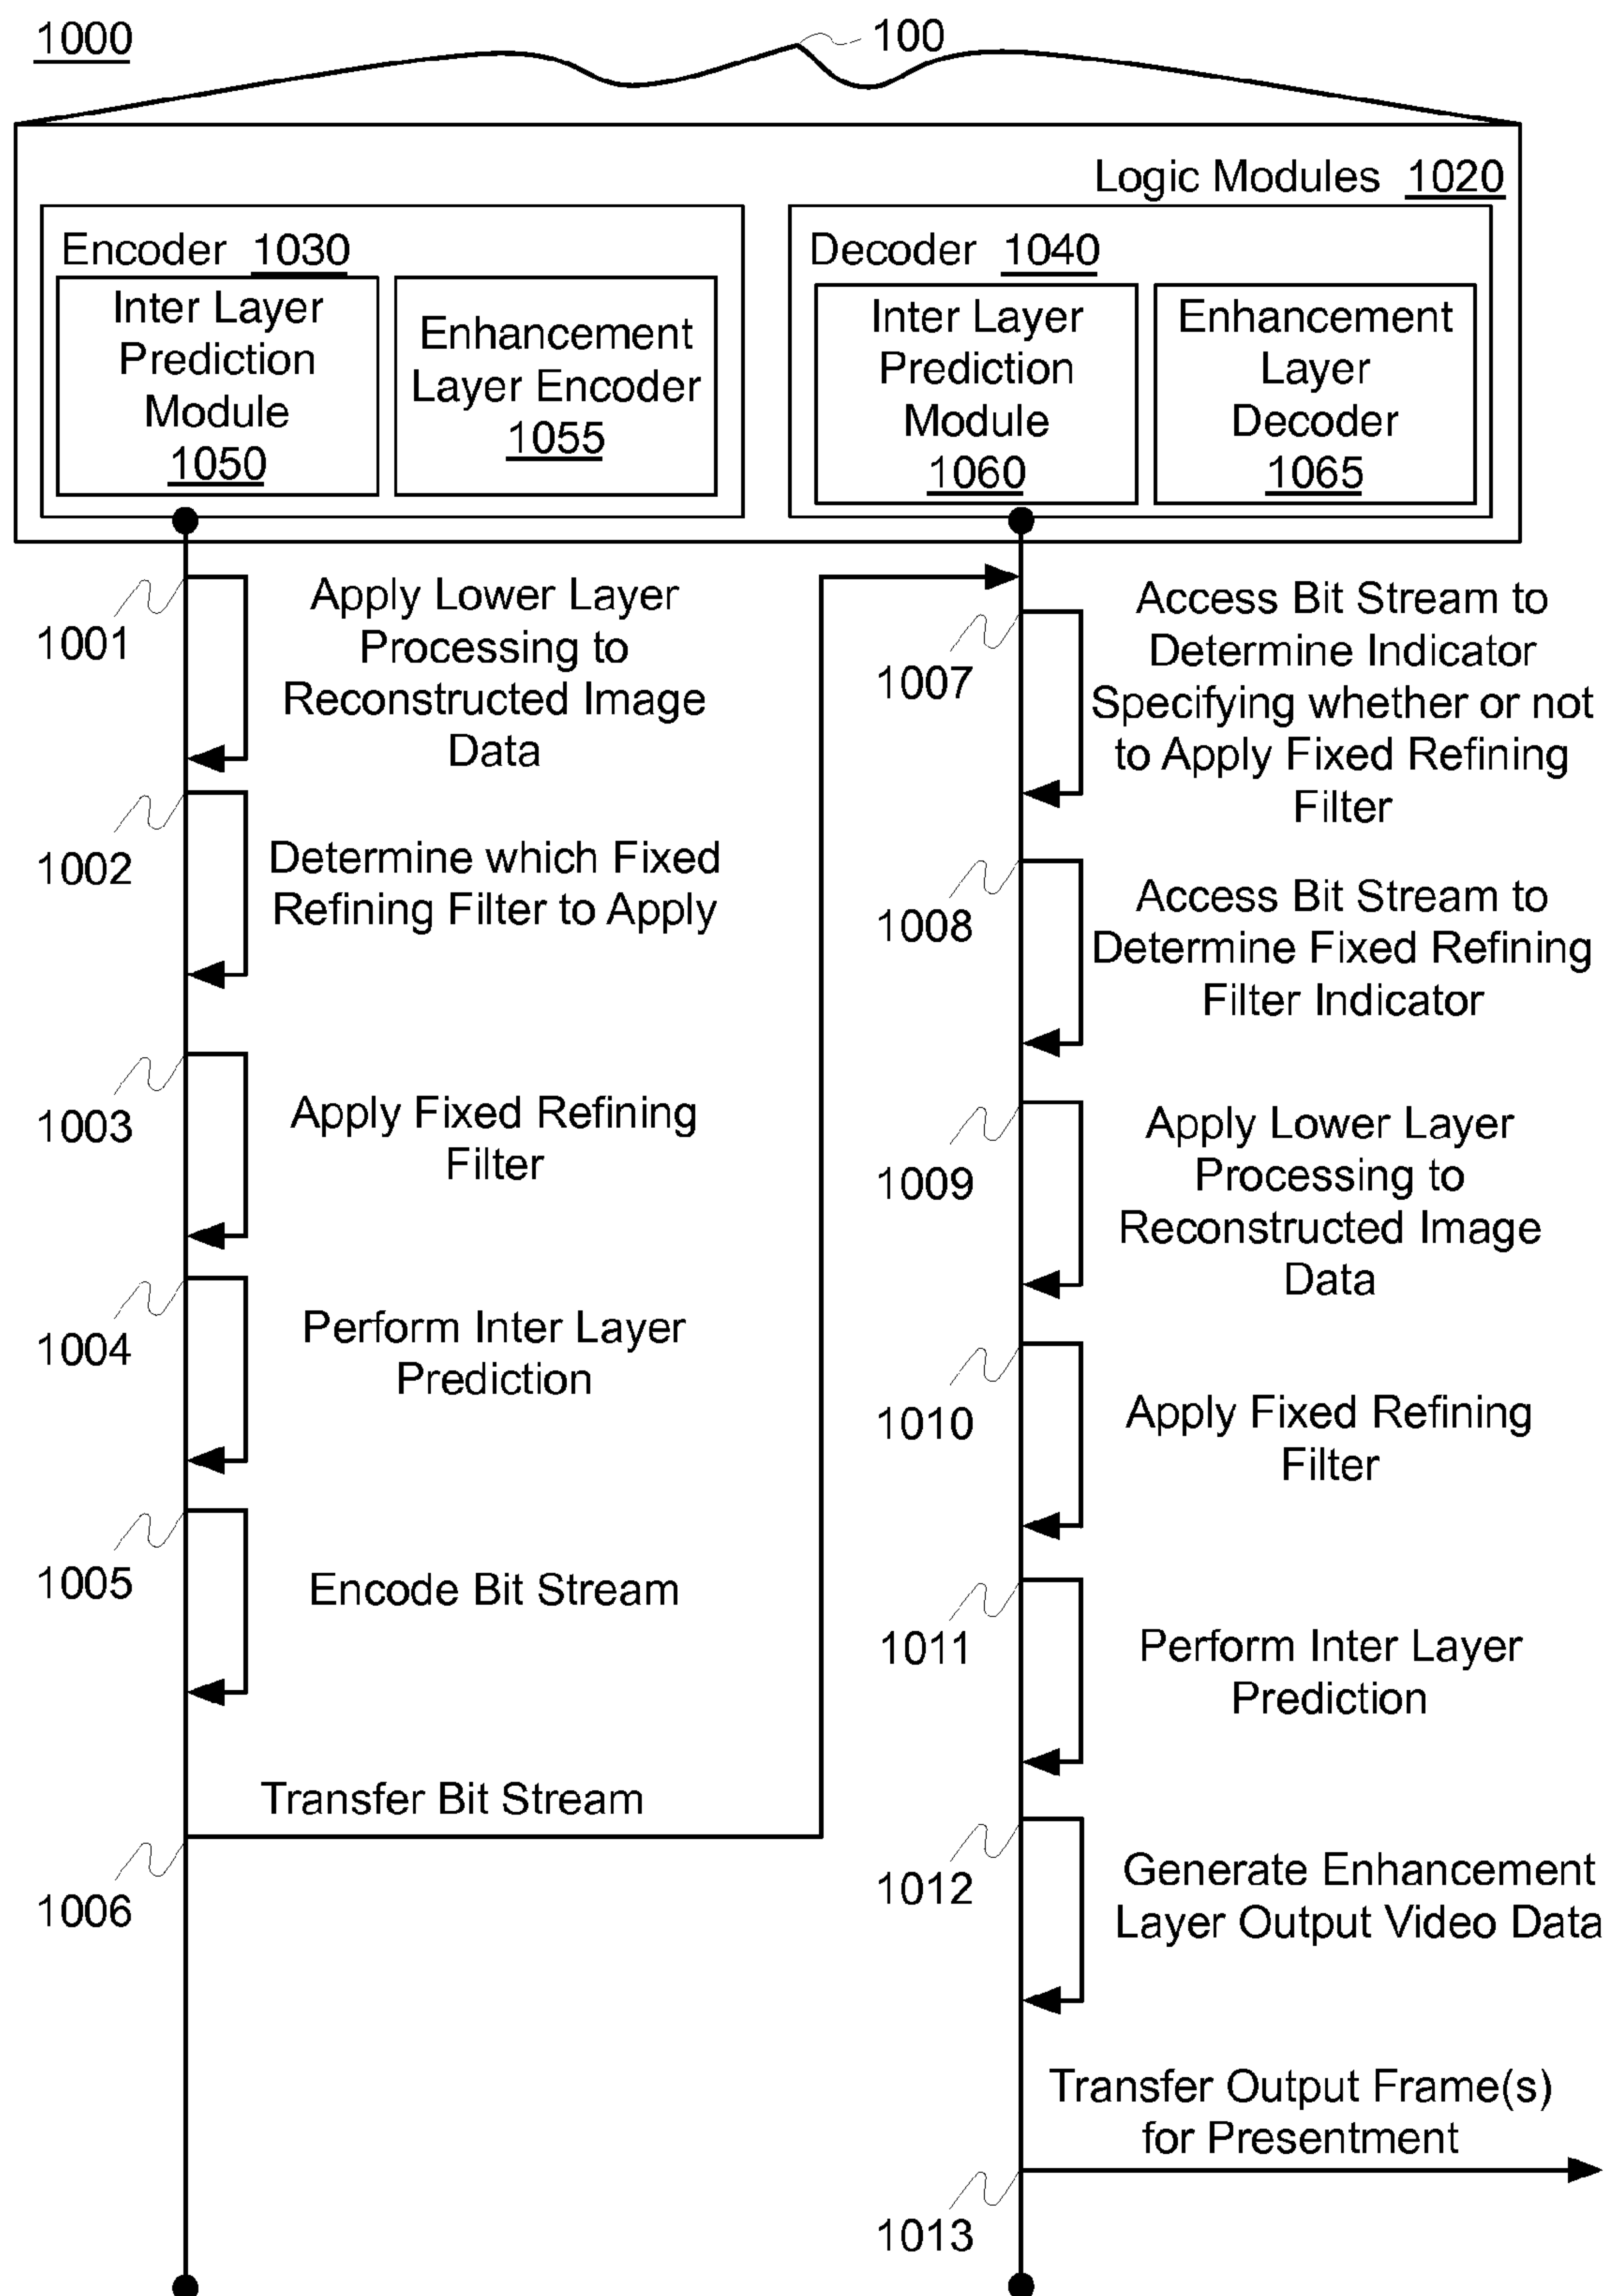 1000
100
Logic Modules 1020
Encoder 1030
Inter Layer
Prediction
Module
1050
Enhancement
Layer Encoder
1055
Decoder 1040
Inter Layer
Prediction
Module
1060
Enhancement
Layer
Decoder
1065
1001
Apply Lower Layer
Processing to
Reconstructed Image
Data
1002
Determine which Fixed
Refining Filter to Apply
1003
Apply Fixed Refining
Filter
1004
Perform Inter Layer
Prediction
1005
Encode Bit Stream
Transfer Bit Stream
1006
1007
Access Bit Stream to
Determine Indicator
Specifying whether or not
to Apply Fixed Refining
Filter
1008
Access Bit Stream to
Determine Fixed Refining
Filter Indicator
1009
Apply Lower Layer
Processing to
Reconstructed Image
Data
1010
Apply Fixed Refining
Filter
1011
Perform Inter Layer
Prediction
1012
Generate Enhancement
Layer Output Video Data
Transfer Output Frame(s)
for Presentment
1013